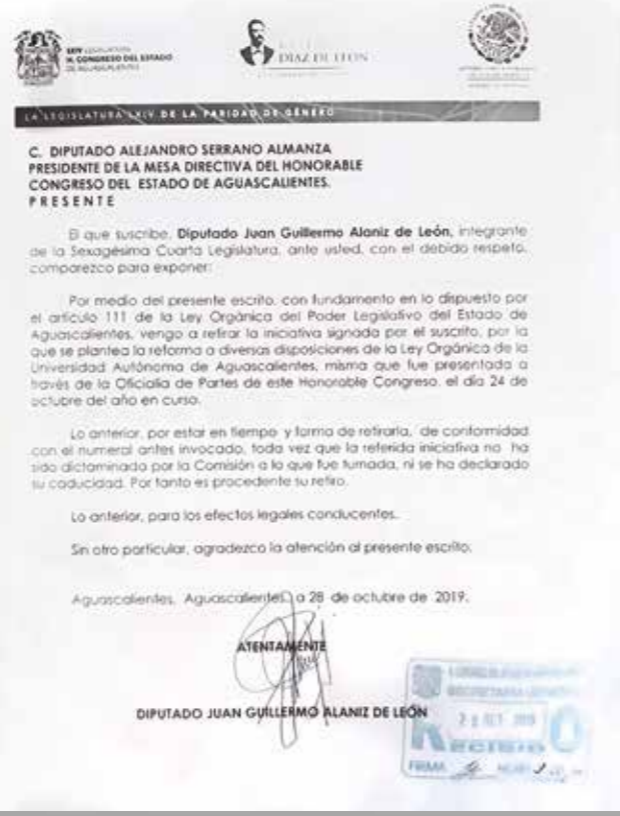 LXIV LEGISLATURA
H. CONGRESO DEL ESTADO
DE AGUASCALIENTES
DÍAZ DE LEÓN
LA LEGISLATURA LXIV DE LA PARIDAD DE GÉNERO
C. DIPUTADO ALEJANDRO SERRANO ALMANZA
PRESIDENTE DE LA MESA DIRECTIVA DEL HONORABLE
CONGRESO DEL ESTADO DE AGUASCALIENTES.
P R E S E N T E
El que suscribe, Diputado Juan Guillermo Alaniz de León, integrante
de la Sexagésima Cuarta Legislatura, ante usted, con el debido respeto,
comparezco para exponer:
Por medio del presente escrito, con fundamento en lo dispuesto por
el artículo 111 de la Ley Orgánica del Poder Legislativo del Estado de
Aguascalientes, vengo a retirar la iniciativa signada por el suscrito, por la
que se plantea la reforma a diversas disposiciones de la Ley Orgánica de la
Universidad Autónoma de Aguascalientes, misma que fue presentada a
través de la Oficialía de Partes de este Honorable Congreso, el día 24 de
octubre del año en curso.
Lo anterior, por estar en tiempo y forma de retirarla, de conformidad
con el numeral antes invocado, toda vez que la referida iniciativa no ha
sido dictaminada por la Comisión a la que fue turnada, ni se ha declarado
su caducidad. Por tanto es procedente su retiro.
Lo anterior, para los efectos legales conducentes.
Sin otro particular, agradezco la atención al presente escrito.
Aguascalientes, Aguascalientes, a 28 de octubre de 2019.
ATENTAMENTE
DIPUTADO JUAN GUILLERMO ALANIZ DE LEÓN
OCT 2019
RECIBIDO
FIRMA